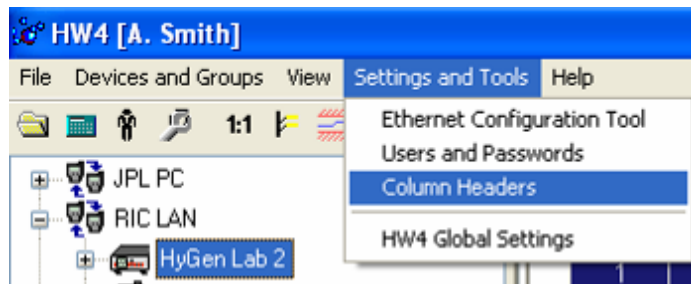 HW4 [A. Smith]
File Devices and Groups View Settings and Tools Help
1:1
Ethernet Configuration Tool
Users and Passwords
Column Headers
HW4 Global Settings
JPL PC
RIC LAN
HyGen Lab 2
1